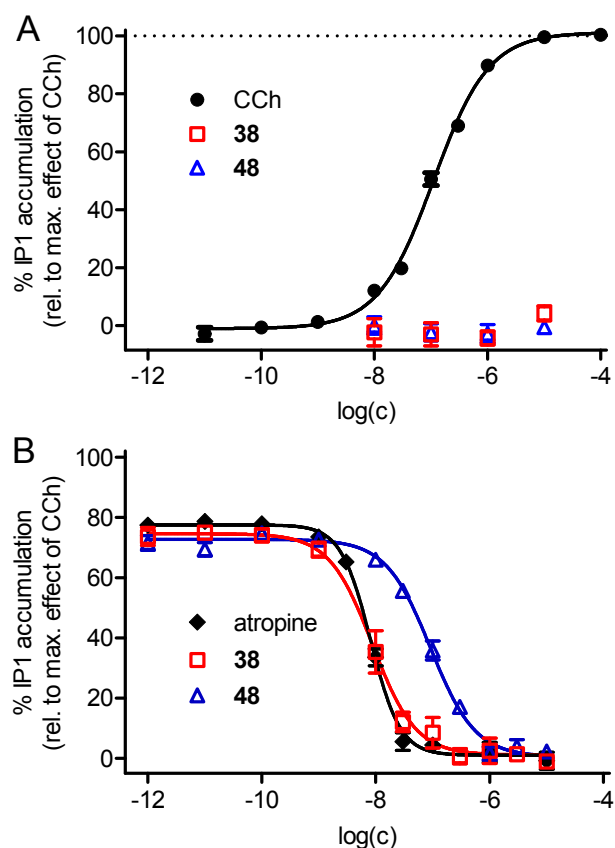 A
% IP1 accumulation
(rel. to max. effect of CCh)
100
80
60
40
20
0
CCh
38
48
-12 -10 -8 -6 -4
log(c)
B
% IP1 accumulation
(rel. to max. effect of CCh)
100
80
60
40
20
0
atropine
38
48
-12 -10 -8 -6 -4
log(c)